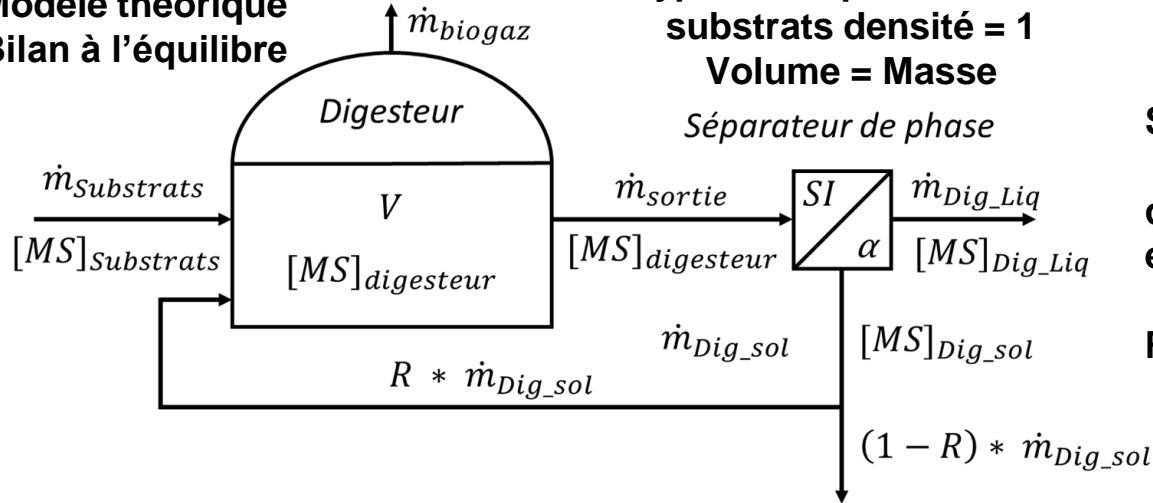 Modèle théorique
Bilan à l'équilibre
substrats densité = 1
Volume = Masse
ṁ_biogaz
Digesteur
Séparateur de phase
ṁ_Substrats
[MS]_Substrats
V
[MS]_digesteur
ṁ_sortie
[MS]_digesteur
SI
α
ṁ_Dig_Liq
[MS]_Dig_Liq
ṁ_Dig_sol
[MS]_Dig_sol
R * ṁ_Dig_sol
(1 − R) * ṁ_Dig_sol